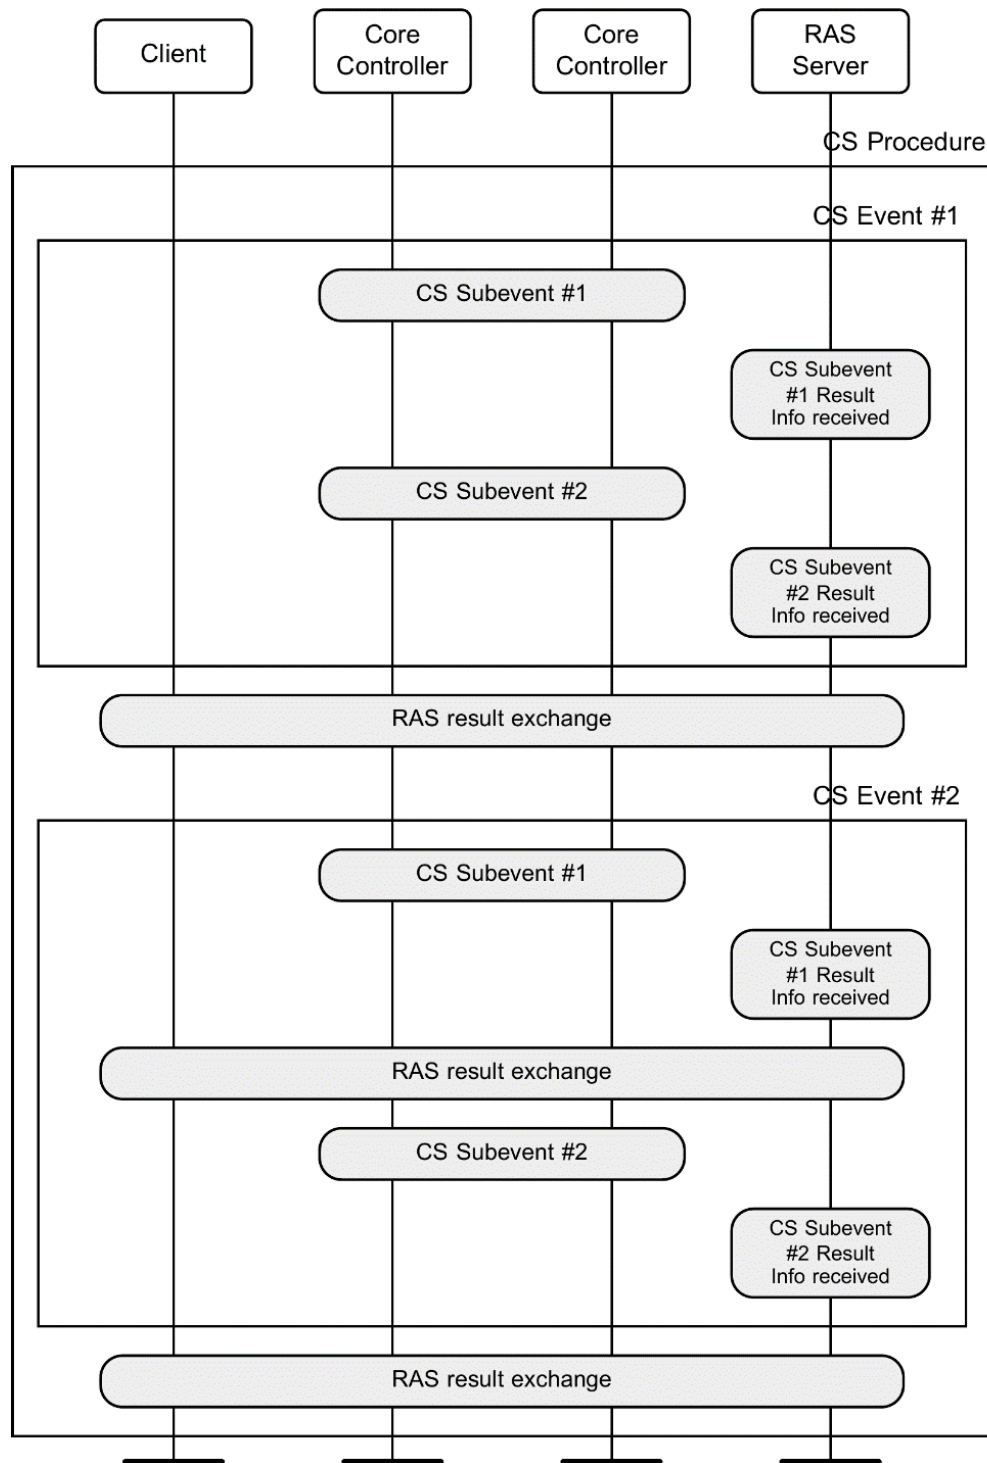 Client
Core
Controller
Core
Controller
RAS
Server
CS Procedure
CS Event #1
CS Subevent #1
CS Subevent
#1 Result
Info received
CS Subevent #2
CS Subevent
#2 Result
Info received
RAS result exchange
CS Event #2
CS Subevent #1
CS Subevent
#1 Result
Info received
RAS result exchange
CS Subevent #2
CS Subevent
#2 Result
Info received
RAS result exchange